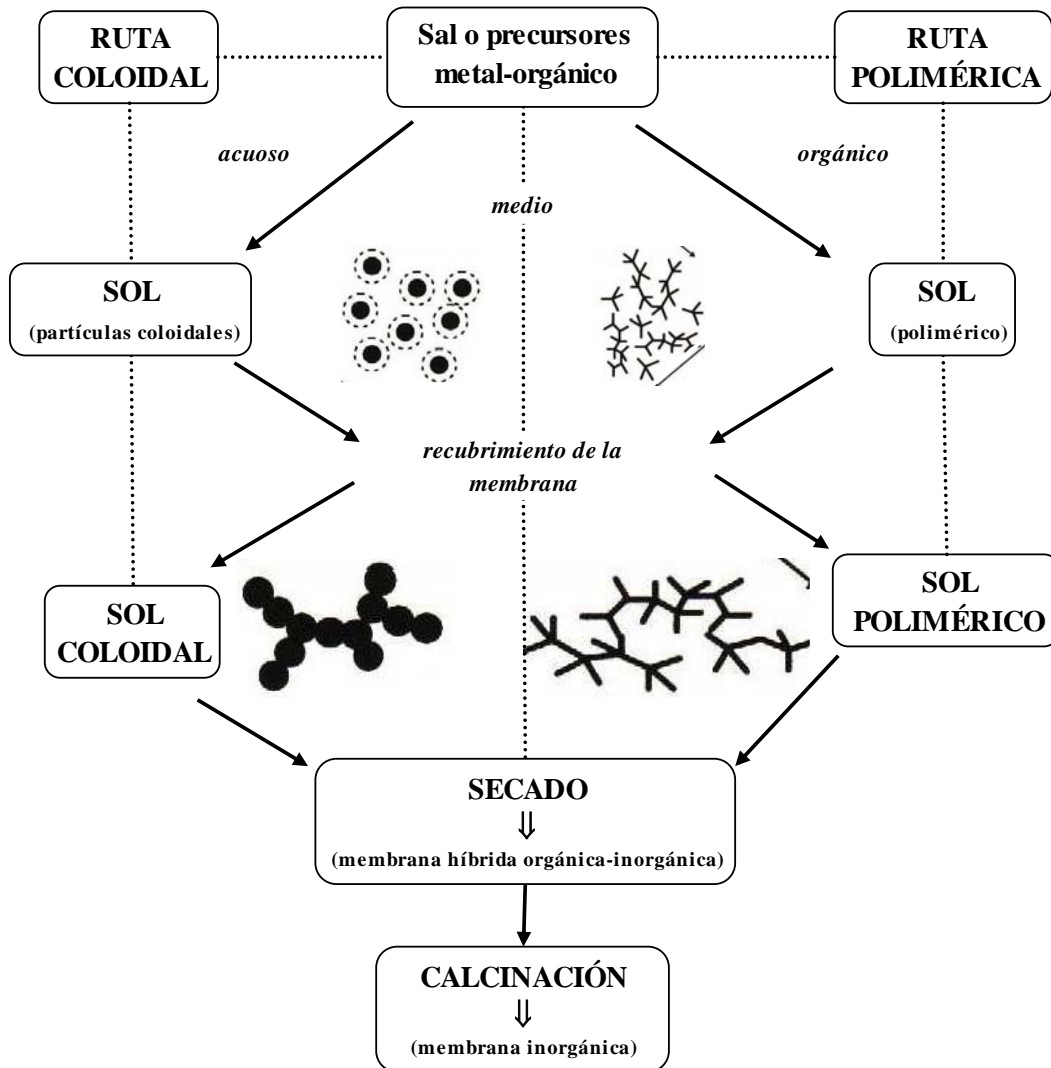 RUTA
COLOIDAL
Sal o precursores
metal-orgánico
RUTA
POLIMÉRICA
acuoso
orgánico
medio
SOL
(partículas coloidales)
SOL
(polimérico)
recubrimiento de la
membrana
SOL
COLOIDAL
SOL
POLIMÉRICO
SECADO
⇓
(membrana híbrida orgánica-inorgánica)
CALCINACIÓN
⇓
(membrana inorgánica)